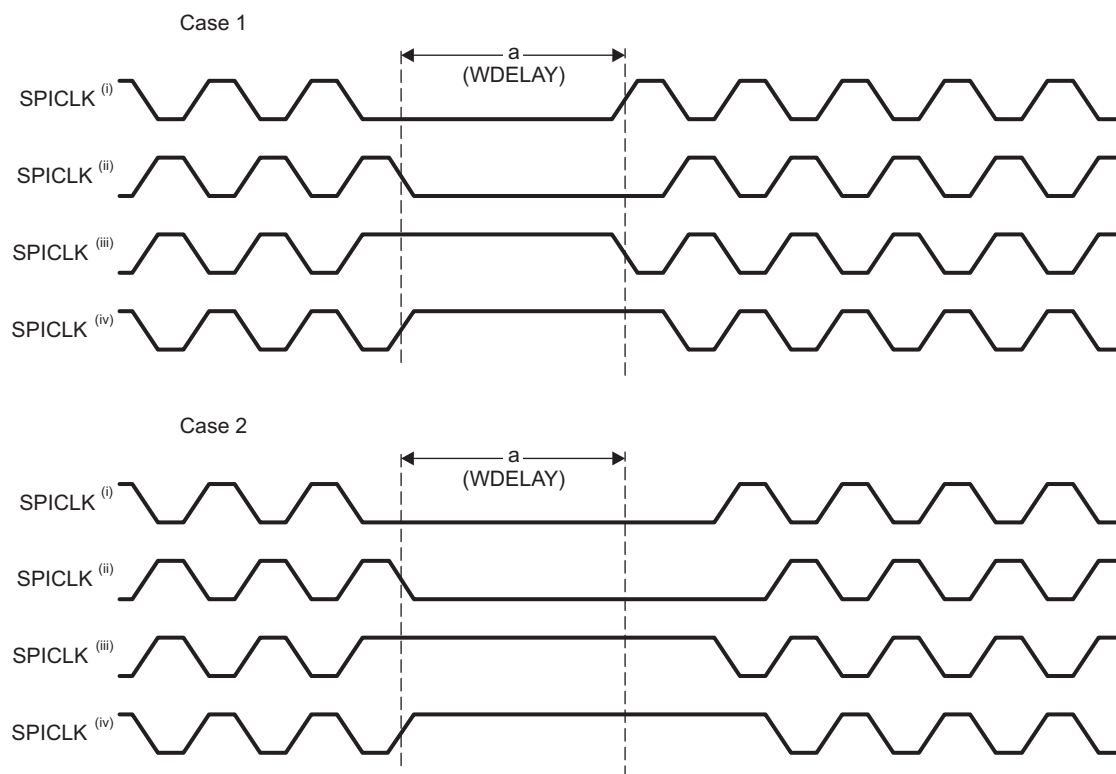 Case 1
a
(WDELAY)
SPICLK (i)
SPICLK (ii)
SPICLK (iii)
SPICLK (iv)
Case 2
a
(WDELAY)
SPICLK (i)
SPICLK (ii)
SPICLK (iii)
SPICLK (iv)